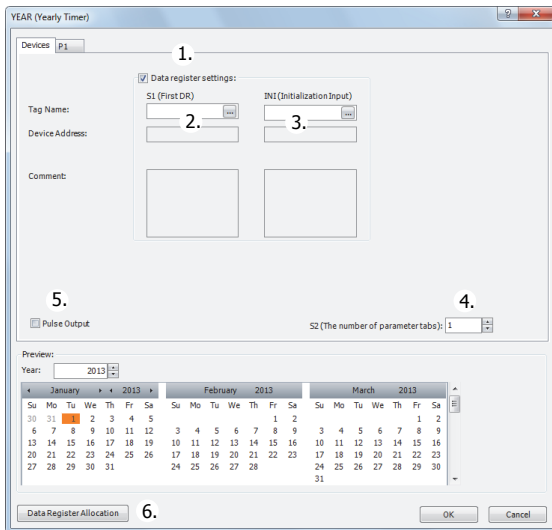 YEAR (Yearly Timer)
Devices P1
1.
Data register settings:
S1 (First DR) INI (Initialization Input)
Tag Name: ... ...
2. 3.
Device Address:
Comment:
5. 4.
Pulse Output S2 (The number of parameter tabs): 1
Preview:
Year: 2013
January 2013 February 2013 March 2013
Su Mo Tu We Th Fr Sa Su Mo Tu We Th Fr Sa Su Mo Tu We Th Fr Sa
30 31 1 2 3 4 5 1 2 1 2
6 7 8 9 10 11 12 3 4 5 6 7 8 9 3 4 5 6 7 8 9
13 14 15 16 17 18 19 10 11 12 13 14 15 16 10 11 12 13 14 15 16
20 21 22 23 24 25 26 17 18 19 20 21 22 23 17 18 19 20 21 22 23
27 28 29 30 31 24 25 26 27 28 24 25 26 27 28 29 30
31
Data Register Allocation 6. OK Cancel